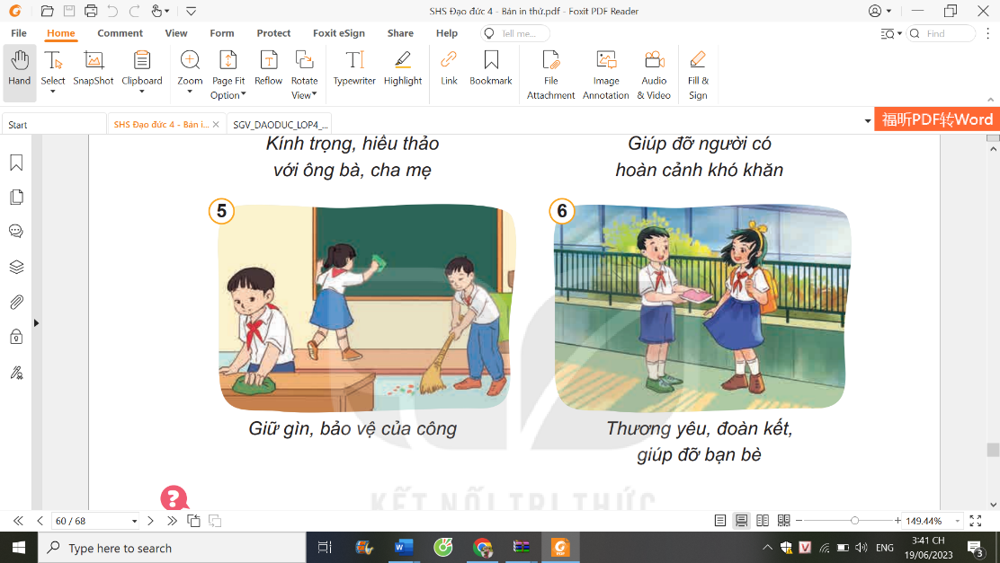 SHS Đạo đức 4 - Bản in thử.pdf - Foxit PDF Reader
File Home Comment View Form Protect Foxit eSign Share Help Tell me... Find
Hand Select SnapShot Clipboard Zoom Page Fit Option Reflow Rotate View Typewriter Highlight Link Bookmark File Attachment Image Annotation Audio & Video Fill & Sign
Start SHS Đạo đức 4 - Bản i... SGV_DAODUC_LOP4_... 福昕PDF转Word
Kính trọng, hiếu thảo
với ông bà, cha mẹ
Giúp đỡ người có
hoàn cảnh khó khăn
5
6
Giữ gìn, bảo vệ của công
Thương yêu, đoàn kết,
giúp đỡ bạn bè
?
KẾT NỐI TRI THỨC
60 / 68 149.44%
Type here to search
ENG
3:41 CH
19/06/2023
3